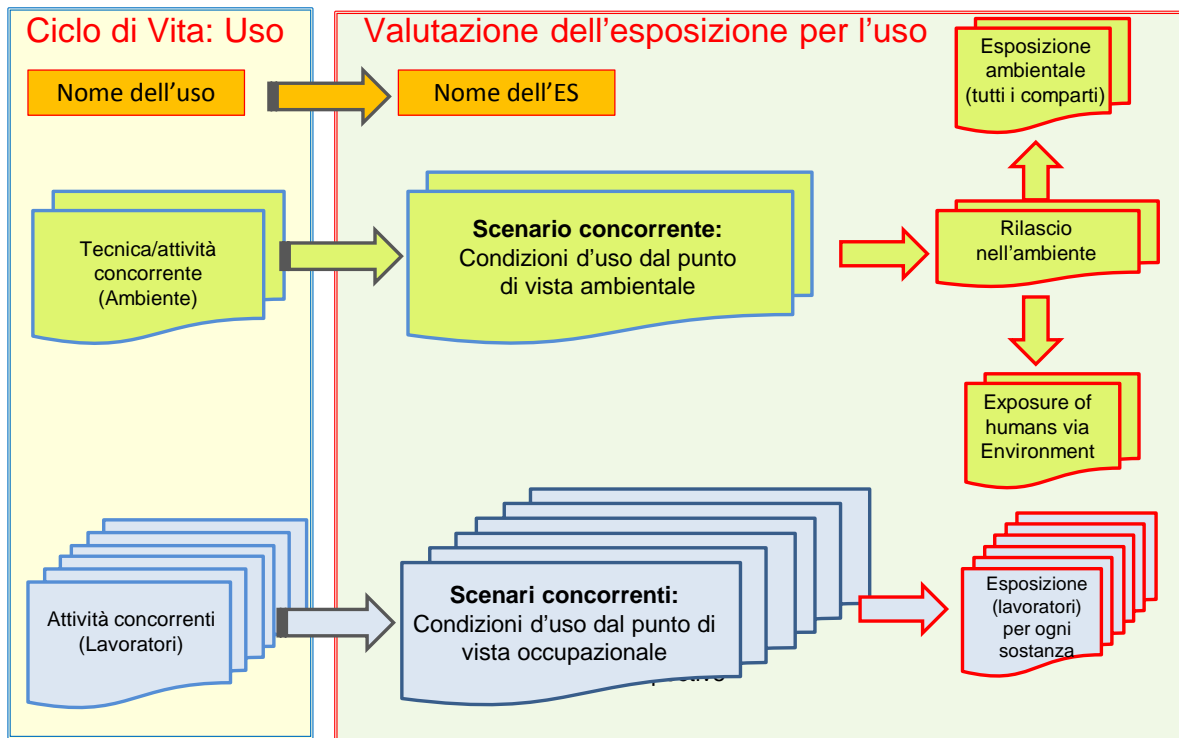 Ciclo di Vita: Uso
Valutazione dell'esposizione per l'uso
Nome dell'uso
Nome dell'ES
Esposizione
ambientale
(tutti i comparti)
Tecnica/attività
concorrente
(Ambiente)
Scenario concorrente:
Condizioni d'uso dal punto
di vista ambientale
Rilascio
nell'ambiente
Exposure of
humans via
Environment
Attività concorrenti
(Lavoratori)
Scenari concorrenti:
Condizioni d'uso dal punto di
vista occupazionale
Esposizione
(lavoratori)
per ogni
sostanza